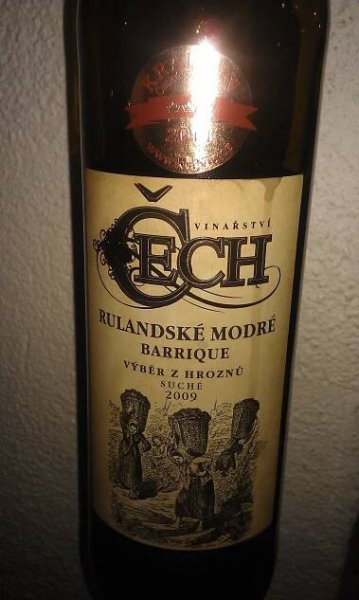 VINAŘSTVÍ
ČECH
RULANDSKÉ MODRÉ
BARRIQUE
VÝBĚR Z HROZNŮ
SUCHÉ
2009